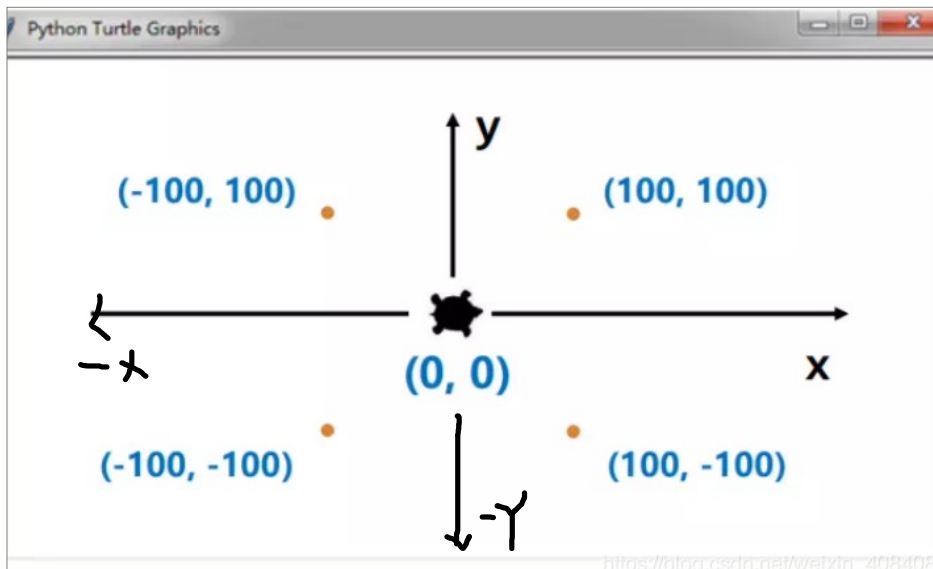 Python Turtle Graphics
y
(-100, 100)
(100, 100)
-x
(0, 0)
x
(-100, -100)
(100, -100)
-Y